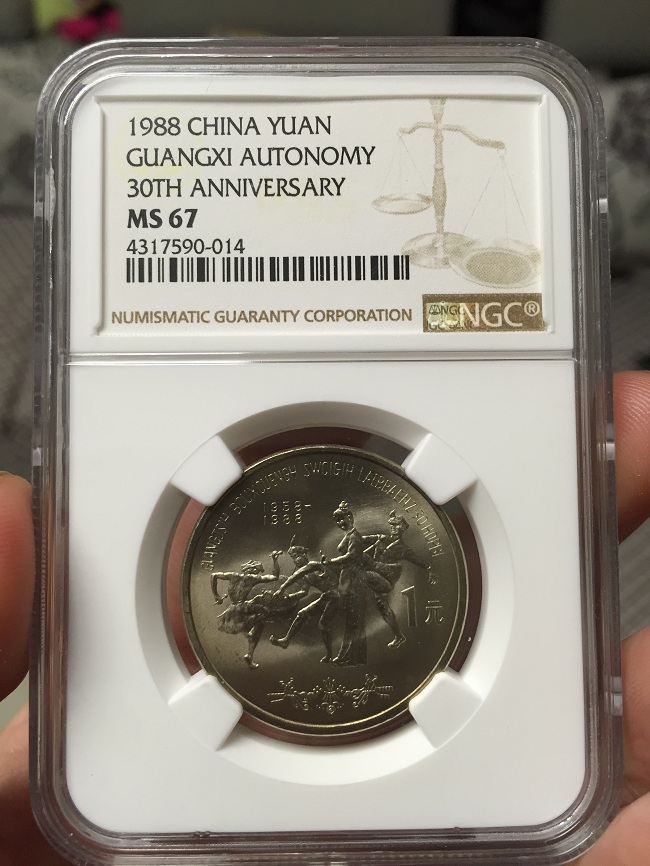 1988 CHINA YUAN
GUANGXI AUTONOMY
30TH ANNIVERSARY
MS 67
4317590-014
NUMISMATIC GUARANTY CORPORATION
NGC®
1958-
1988
1元